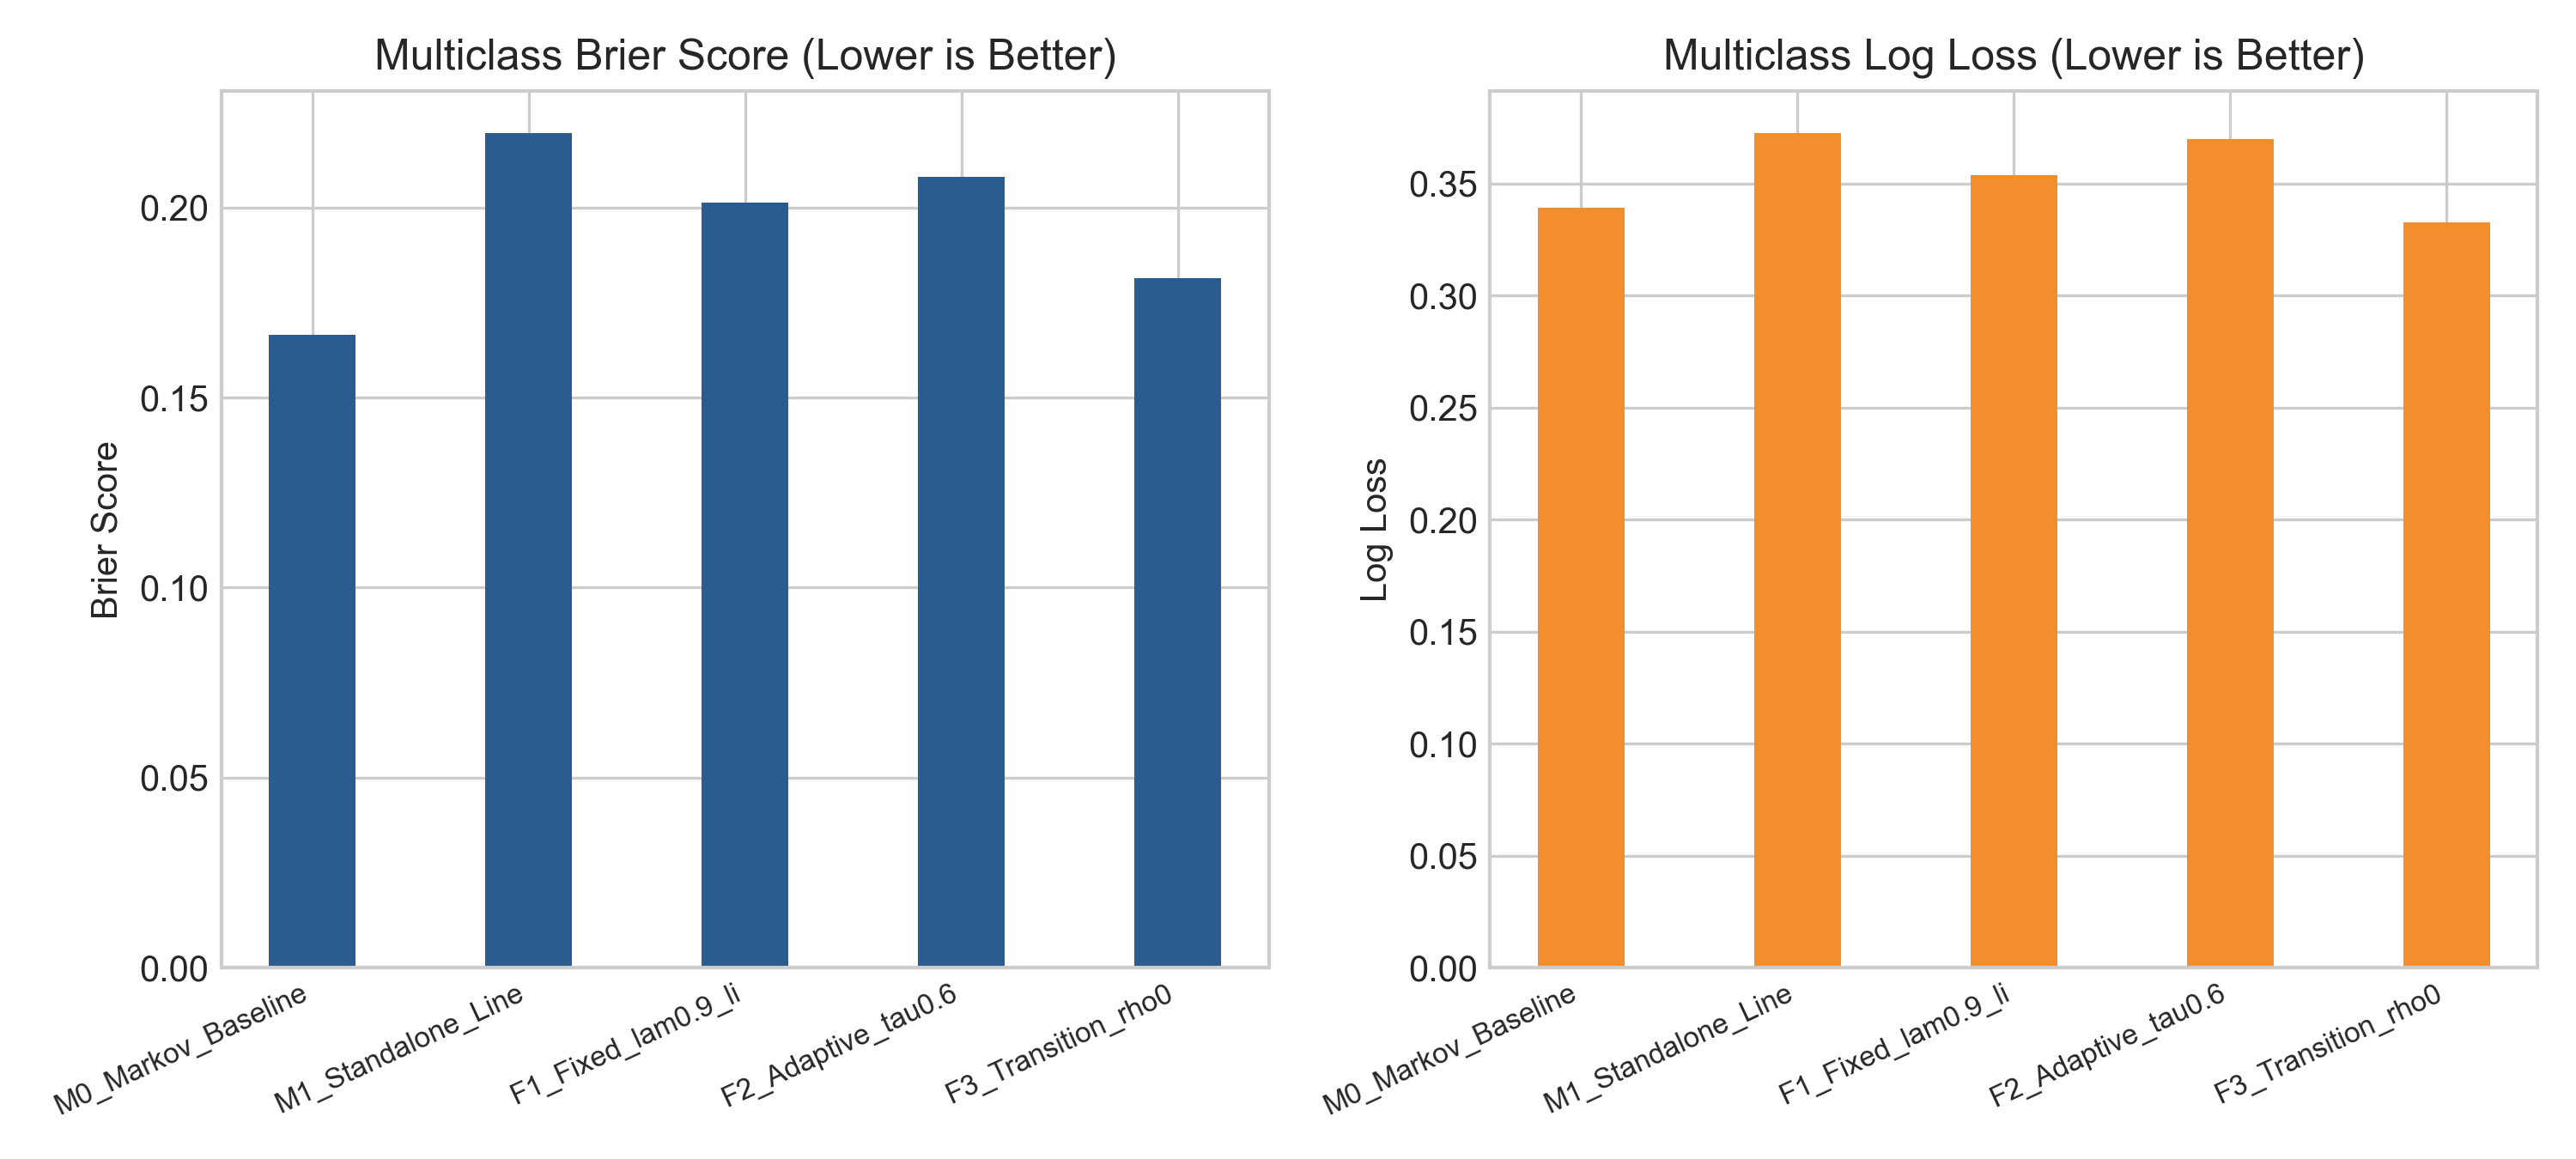 Multiclass Brier Score (Lower is Better)
Brier Score
0.20
0.15
0.10
0.05
0.00
M0_Markov_Baseline
M1_Standalone_Line
F1_Fixed_lam0.9_li
F2_Adaptive_tau0.6
F3_Transition_rho0
Multiclass Log Loss (Lower is Better)
Log Loss
0.35
0.30
0.25
0.20
0.15
0.10
0.05
0.00
M0_Markov_Baseline
M1_Standalone_Line
F1_Fixed_lam0.9_li
F2_Adaptive_tau0.6
F3_Transition_rho0